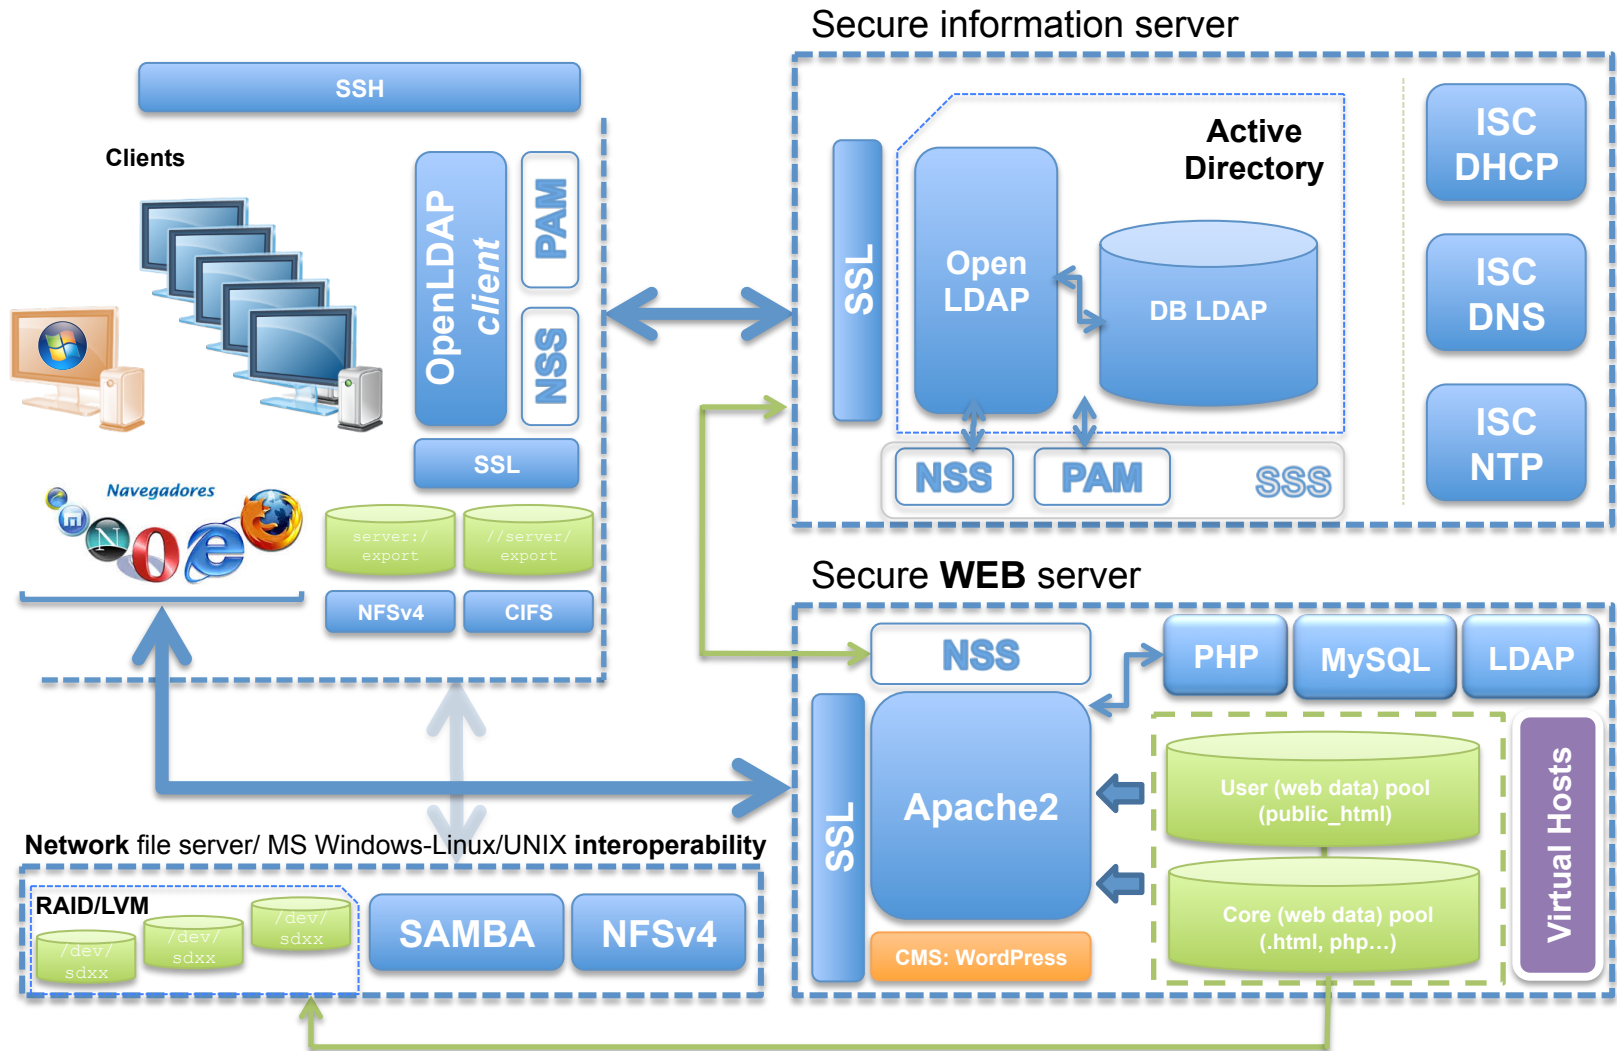 Secure information server
SSH
Clients
OpenLDAP
client
PAM
NSS
SSL
Navegadores
server:/
export
//server/
export
NFSv4
CIFS
SSL
Active
Directory
Open
LDAP
DB LDAP
NSS
PAM
SSS
ISC
DHCP
ISC
DNS
ISC
NTP
Secure WEB server
NSS
PHP
MySQL
LDAP
SSL
Apache2
CMS: WordPress
User (web data) pool
(public_html)
Core (web data) pool
(.html, php...)
Virtual Hosts
Network file server/ MS Windows-Linux/UNIX interoperability
RAID/LVM
/dev/
sdxx
/dev/
sdxx
/dev/
sdxx
SAMBA
NFSv4